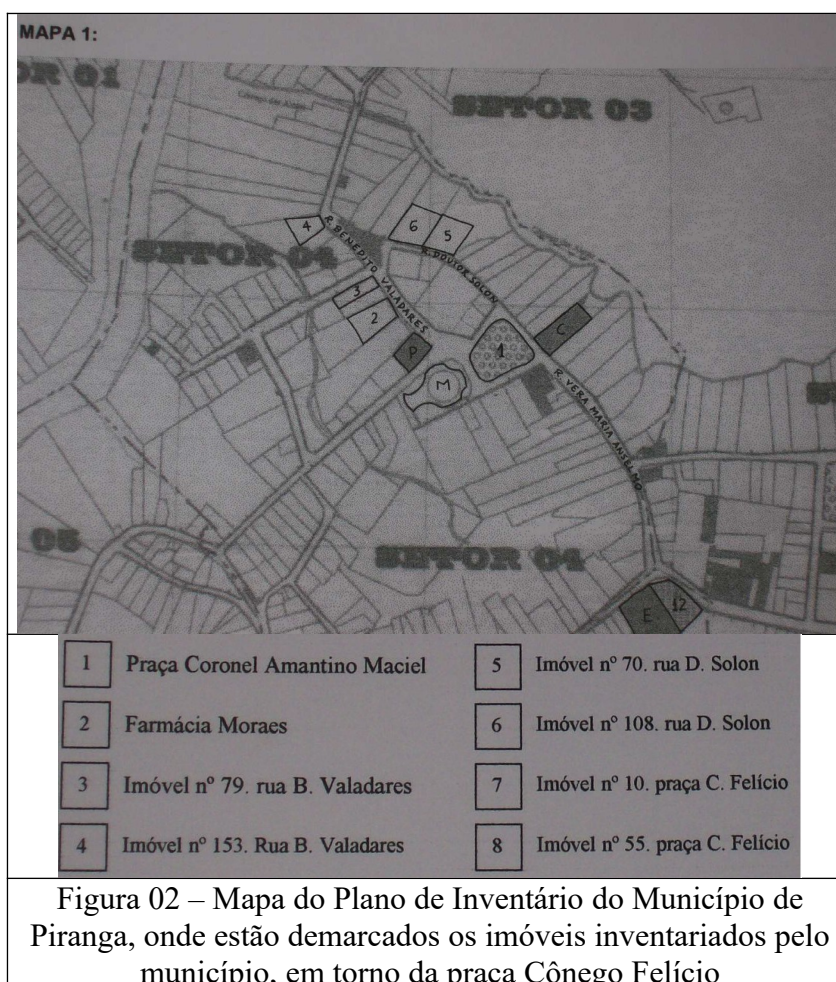 MAPA 1:
OR 01
SETOR 03
4
6
5
R. BENEDITO VALADARES
R. DOUTOR SOLON
SETOR 04
3
2
P
1
C
M
R. VERA MARIA ANSELMO
05
SETOR 04
E
12
1 Praça Coronel Amantino Maciel
2 Farmácia Moraes
3 Imóvel nº 79. rua B. Valadares
4 Imóvel nº 153. Rua B. Valadares
5 Imóvel nº 70. rua D. Solon
6 Imóvel nº 108. rua D. Solon
7 Imóvel nº 10. praça C. Felício
8 Imóvel nº 55. praça C. Felício
Figura 02 – Mapa do Plano de Inventário do Município de
Piranga, onde estão demarcados os imóveis inventariados pelo
município, em torno da praça Cônego Felício